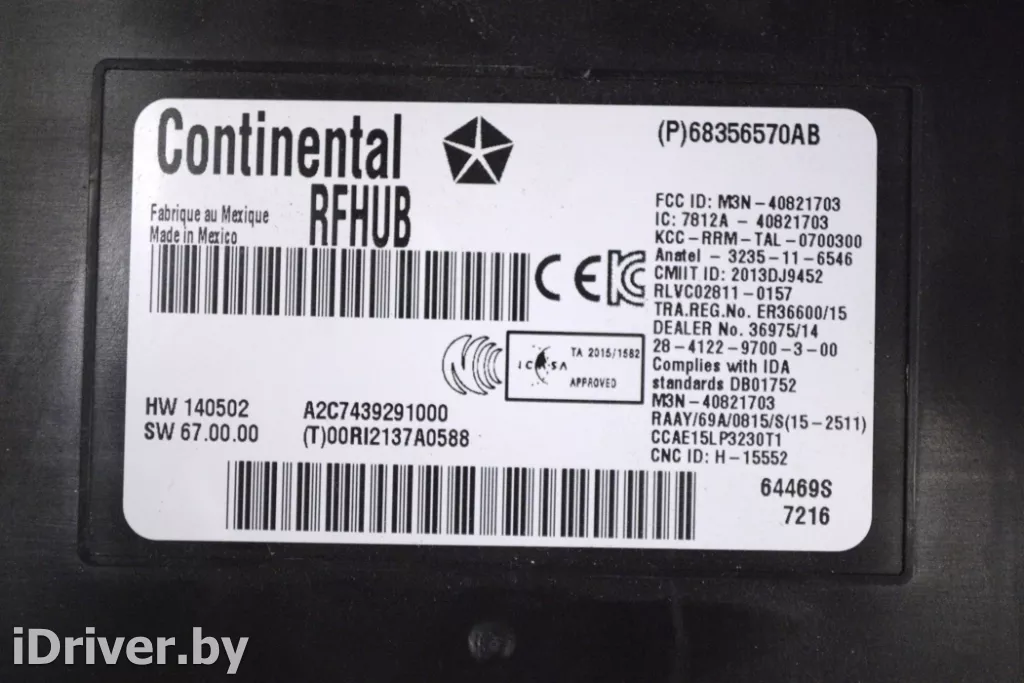 Continental
RFHUB
(P)68356570AB
Fabrique au Mexique
Made in Mexico
FCC ID: M3N-40821703
IC: 7812A - 40821703
KCC-RRM-TAL-0700300
Anatel - 3235-11-6546
CMIIT ID: 2013DJ9452
RLVC02811-0157
TRA.REG.No. ER36600/15
DEALER No. 36975/14
28-4122-9700-3-00
Complies with IDA
standards DB01752
M3N-40821703
RAAY/69A/0815/S(15-2511)
CCAE15LP3230T1
CNC ID: H-15552
CE
ICASA
TA 2015/1582
APPROVED
HW 140502
SW 67.00.00
A2C7439291000
(T)00RI2137A0588
64469S
7216
iDriver.by